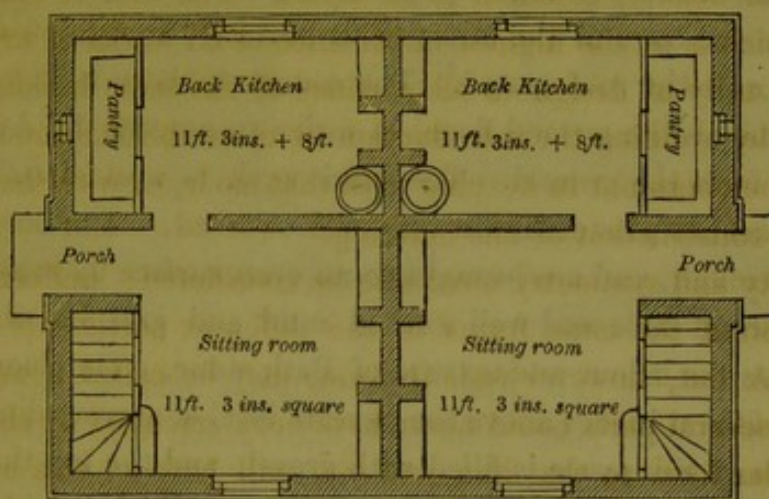 Back Kitchen
Back Kitchen
Pantry
Pantry
11ft. 3ins. + 8ft.
11ft. 3ins. + 8ft.
Porch
Porch
Sitting room
Sitting room
11ft. 3 ins. square
11ft. 3 ins. square